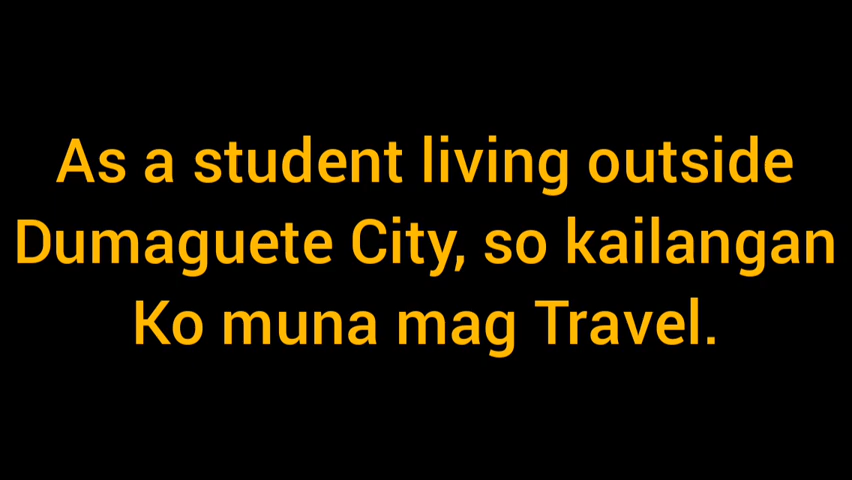 As a student living outside
Dumaguete City, so kailangan
Ko muna mag Travel.